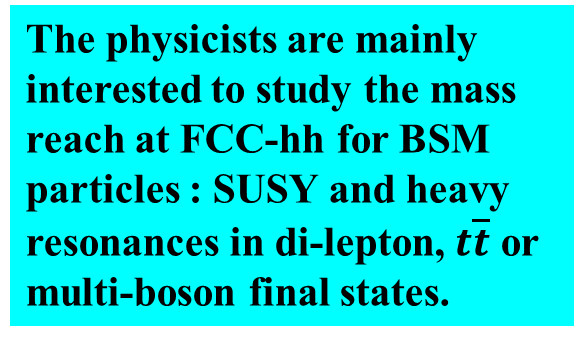 The physicists are mainly
interested to study the mass
reach at FCC-hh for BSM
particles : SUSY and heavy
resonances in di-lepton, tt̅ or
multi-boson final states.